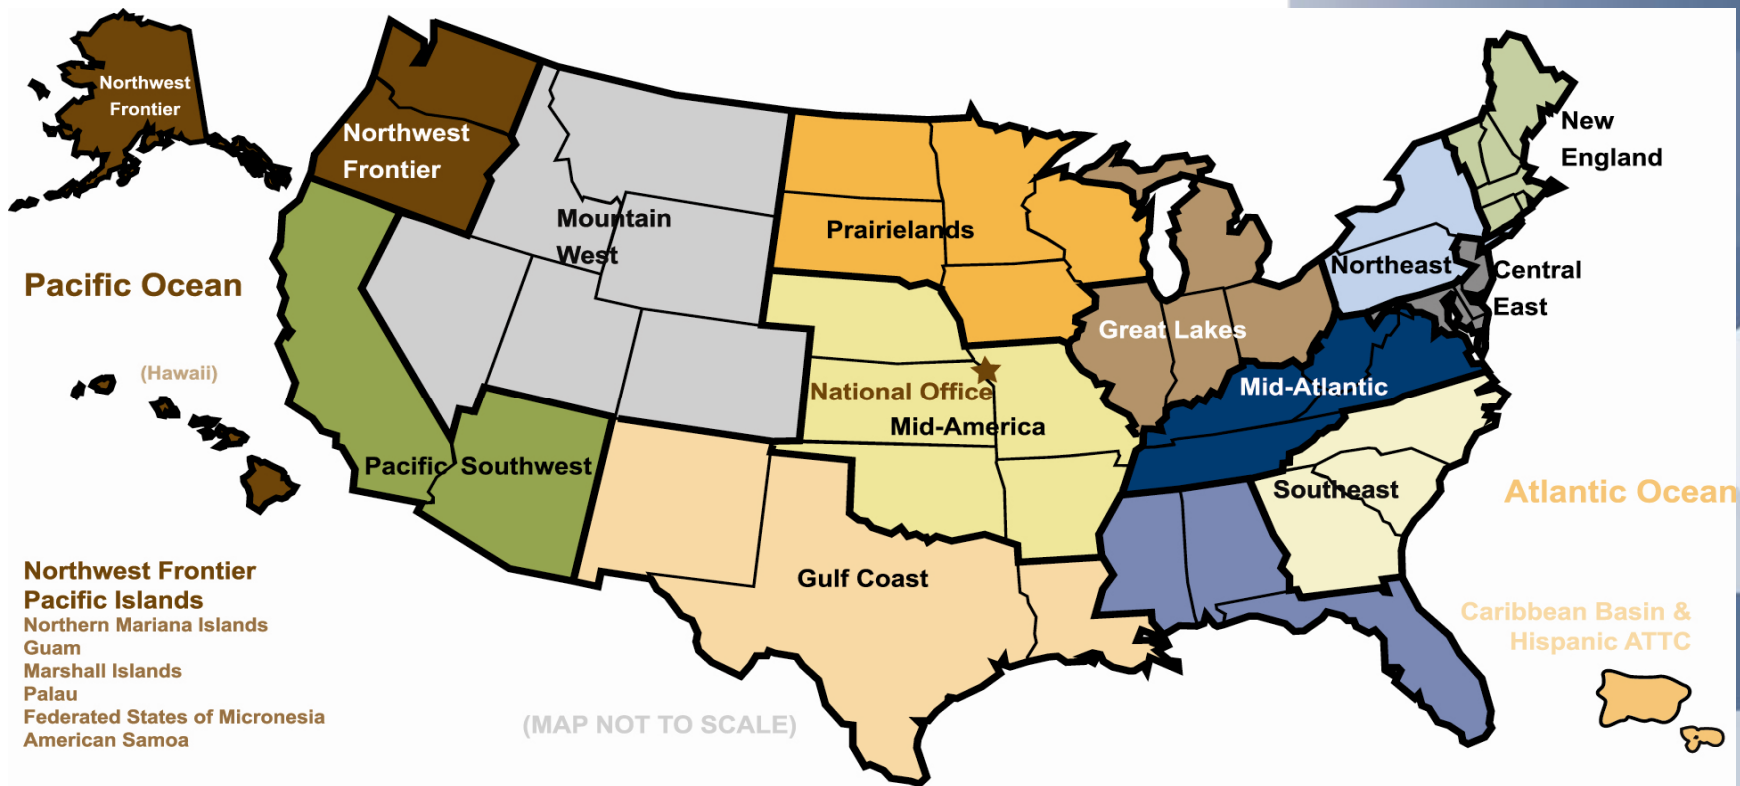 Northwest
Frontier
Northwest
Frontier
New
England
Mountain
West
Prairielands
Northeast
Central
East
Pacific Ocean
Great Lakes
(Hawaii)
National Office
Mid-America
Mid-Atlantic
Pacific Southwest
Southeast
Atlantic Ocean
Gulf Coast
Northwest Frontier
Pacific Islands
Northern Mariana Islands
Guam
Marshall Islands
Palau
Federated States of Micronesia
American Samoa
Caribbean Basin &
Hispanic ATTC
(MAP NOT TO SCALE)